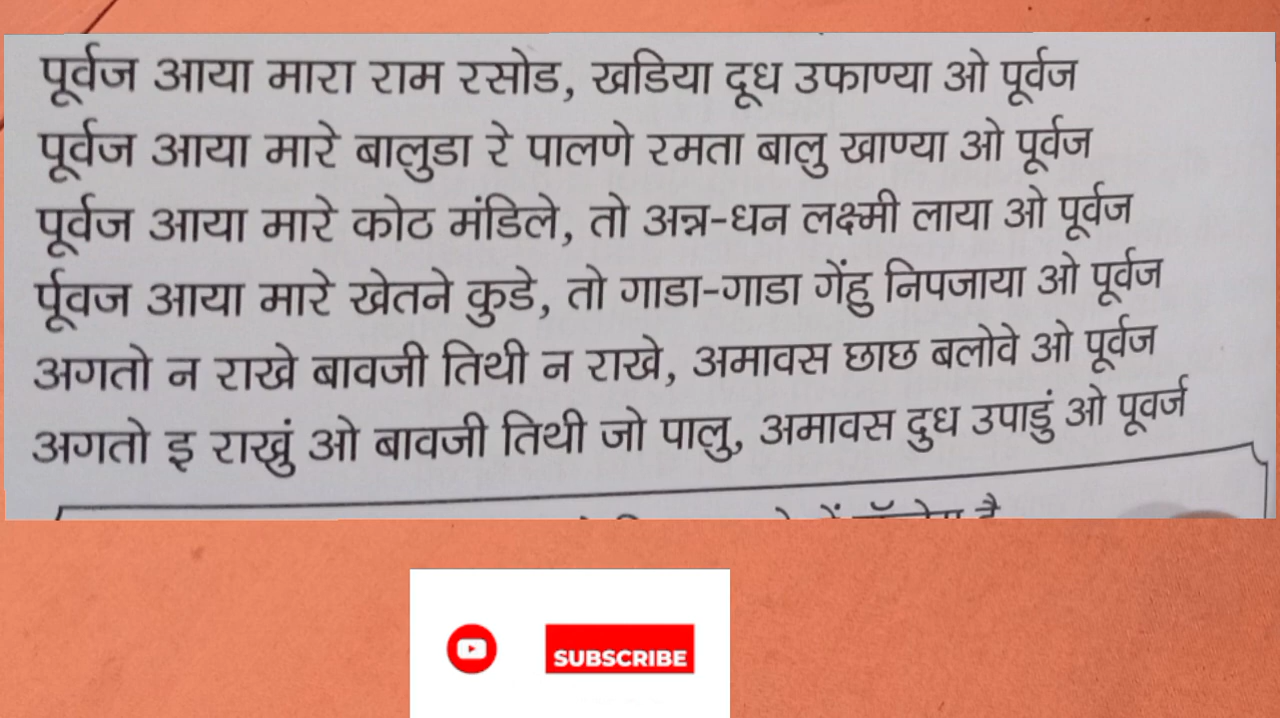 पूर्वज आया मारा राम रसोड, खडिया दूध उफाण्या ओ पूर्वज
पूर्वज आया मारे बालुडा रे पालणे रमता बालु खाण्या ओ पूर्वज
पूर्वज आया मारे कोठ मंडिले, तो अन्न-धन लक्ष्मी लाया ओ पूर्वज
र्पूवज आया मारे खेतने कुडे, तो गाडा-गाडा गेंहु निपजाया ओ पूर्वज
अगतो न राखे बावजी तिथी न राखे, अमावस छाछ बलोवे ओ पूर्वज
अगतो इ राखुं ओ बावजी तिथी जो पालु, अमावस दुध उपाडुं ओ पूवर्ज
SUBSCRIBE